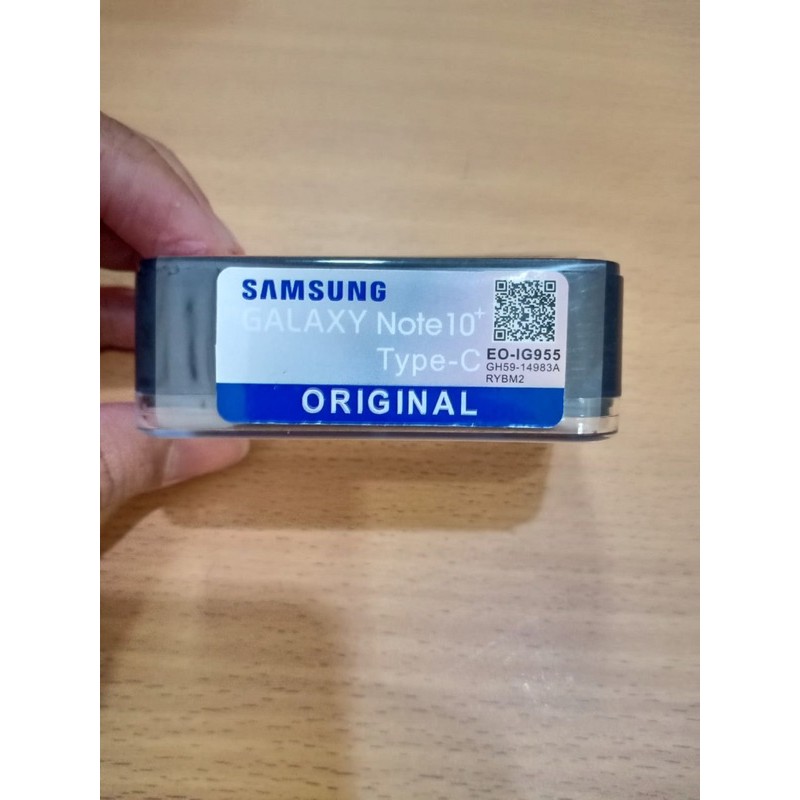 SAMSUNG
GALAXY Note10+
Type-C
EO-IG955
GH59-14983A
RYBM2
ORIGINAL